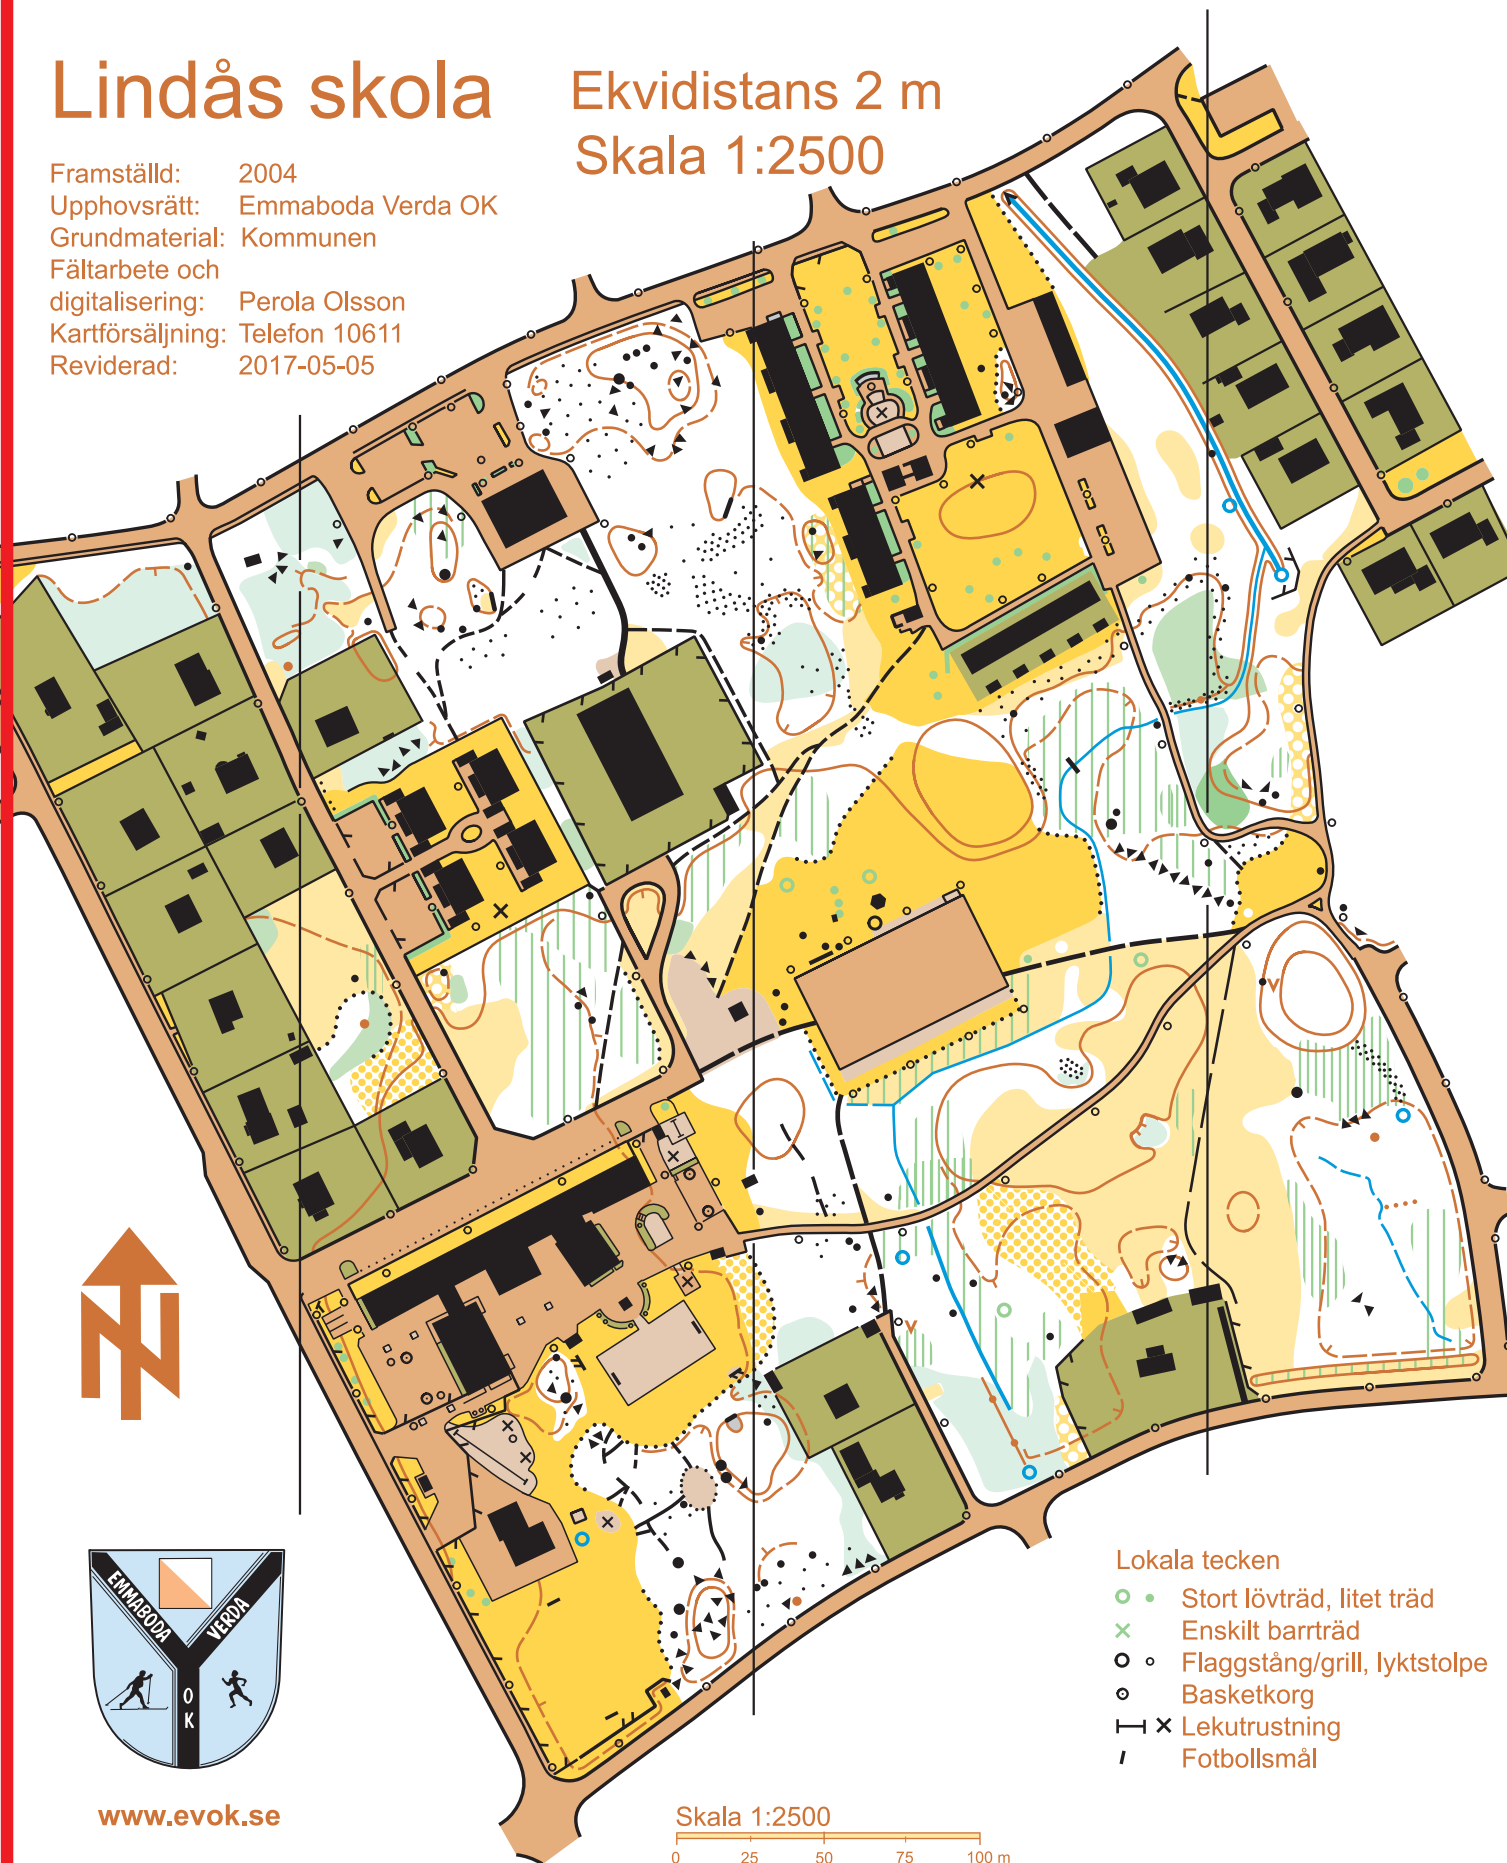 Lindås skola
Ekvidistans 2 m
Skala 1:2500
Framställd: 2004
Upphovsrätt: Emmaboda Verda OK
Grundmaterial: Kommunen
Fältarbete och
digitalisering: Perola Olsson
Kartförsäljning: Telefon 10611
Reviderad: 2017-05-05
N
EMMABODA
VERDA
O
K
www.evok.se
Lokala tecken
Stort lövträd, litet träd
Enskilt barrträd
Flaggstång/grill, lyktstolpe
Basketkorg
Lekutrustning
Fotbollsmål
Skala 1:2500
0 25 50 75 100 m